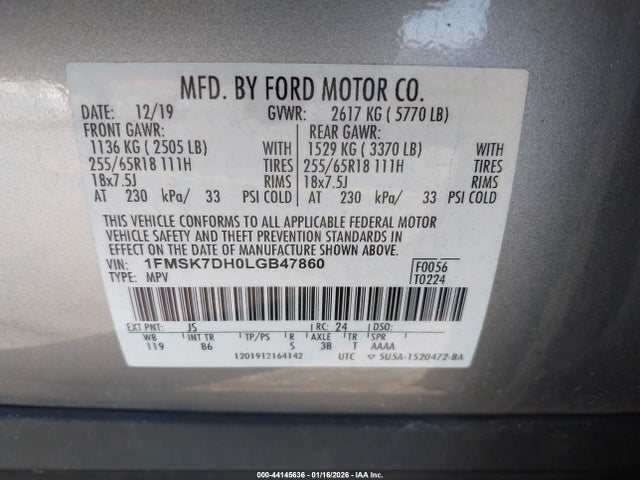 MFD. BY FORD MOTOR CO.
DATE: 12/19 GVWR: 2617 KG (5770 LB)
FRONT GAWR: REAR GAWR:
1136 KG (2505 LB) WITH 1529 KG (3370 LB) WITH
255/65R18 111H TIRES 255/65R18 111H TIRES
18x7.5J RIMS 18x7.5J RIMS
AT 230 kPa/ 33 PSI COLD AT 230 kPa/ 33 PSI COLD
THIS VEHICLE CONFORMS TO ALL APPLICABLE FEDERAL MOTOR
VEHICLE SAFETY AND THEFT PREVENTION STANDARDS IN
EFFECT ON THE DATE OF MANUFACTURE SHOWN ABOVE.
VIN: 1FMSK7DH0LGB47860 F0056
TYPE: MPV T0224
EXT PNT: JS RC: 24 DSO:
WB INT TR TP/PS R AXLE TR SPR
119 86 S 3B T AAAA
1201912164142 UTC ▽ SU5A-1520472-BA
000-44145636 | 01/16/2026 | IAA Inc.